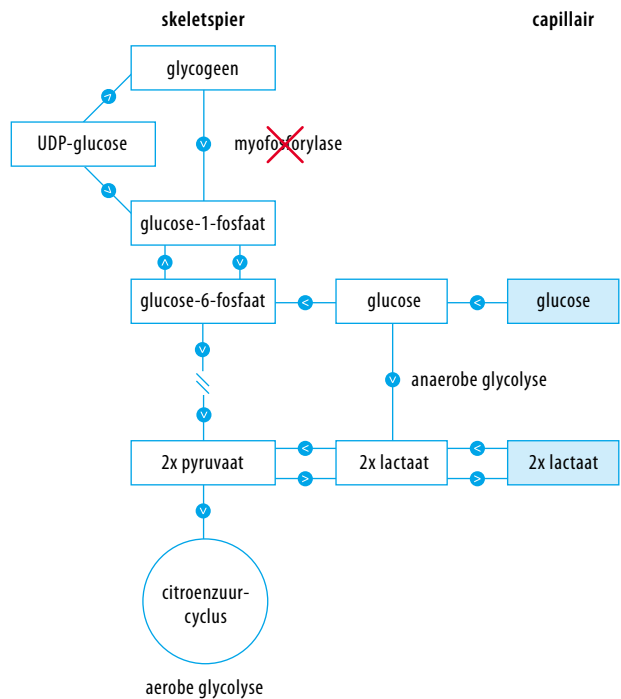 skeletspier
capillair
glycogeen
UDP-glucose
myofosforylase
glucose-1-fosfaat
glucose-6-fosfaat
glucose
glucose
anaerobe glycolyse
2x pyruvaat
2x lactaat
2x lactaat
citroenzuur-
cyclus
aerobe glycolyse